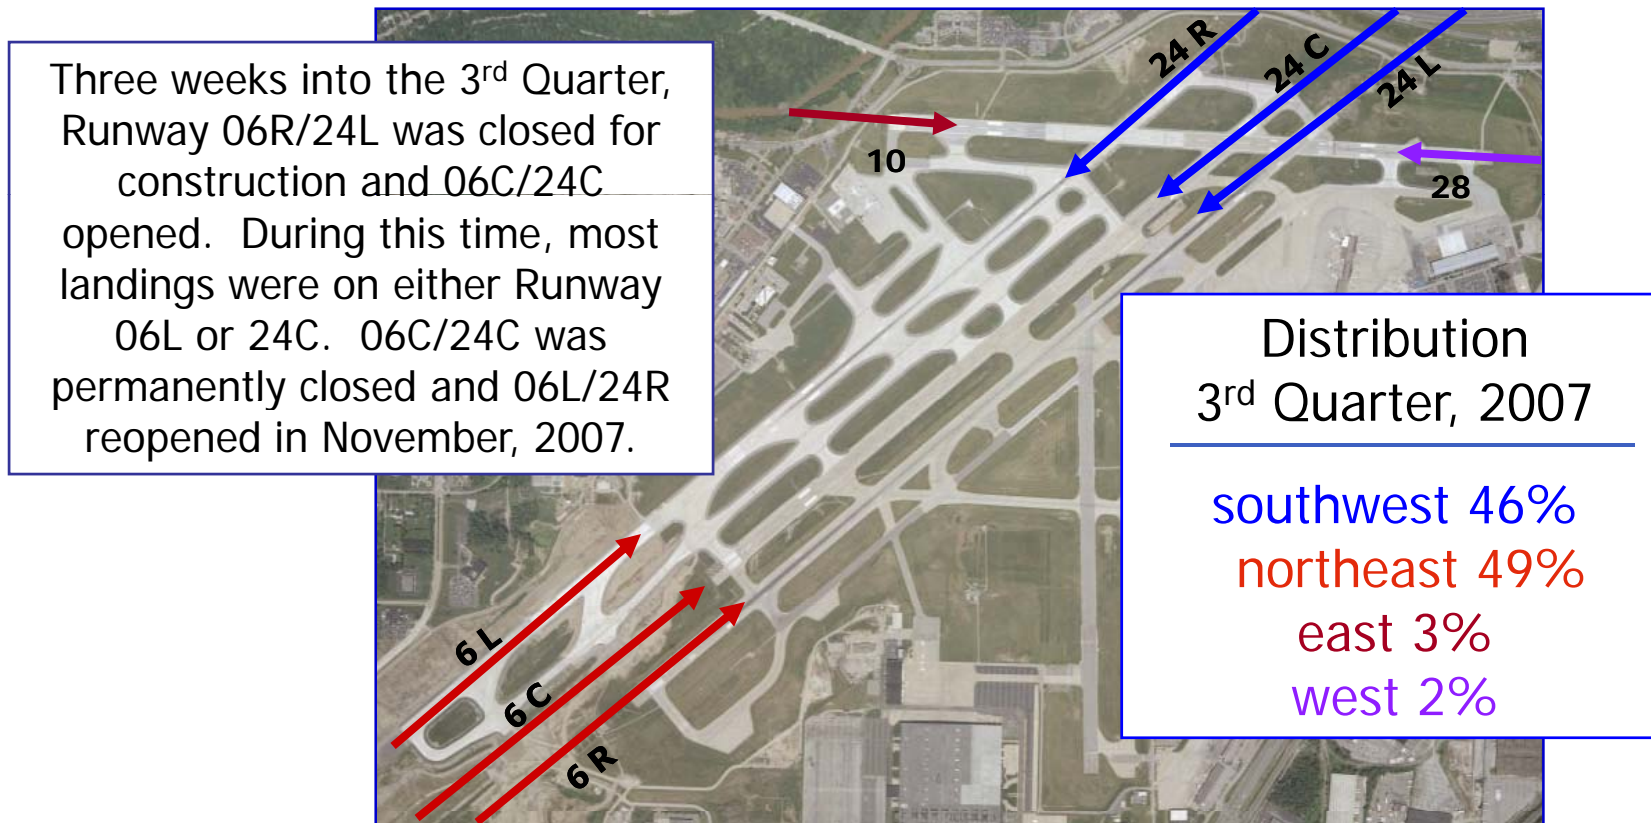 Three weeks into the 3rd Quarter,
Runway 06R/24L was closed for
construction and 06C/24C
opened. During this time, most
landings were on either Runway
06L or 24C. 06C/24C was
permanently closed and 06L/24R
reopened in November, 2007.
24 R
24 C
24 L
10
28
Distribution
3rd Quarter, 2007
southwest 46%
northeast 49%
east 3%
west 2%
6 L
6 C
6 R